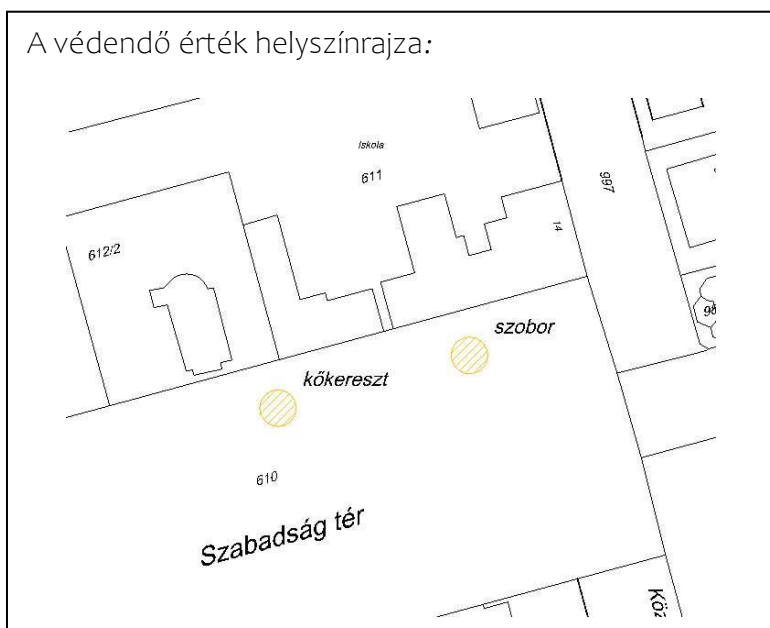 A védendő érték helyszínrajza:
Iskola
611
997
14
612/2
szobor
kőkereszt
610
Szabadság tér